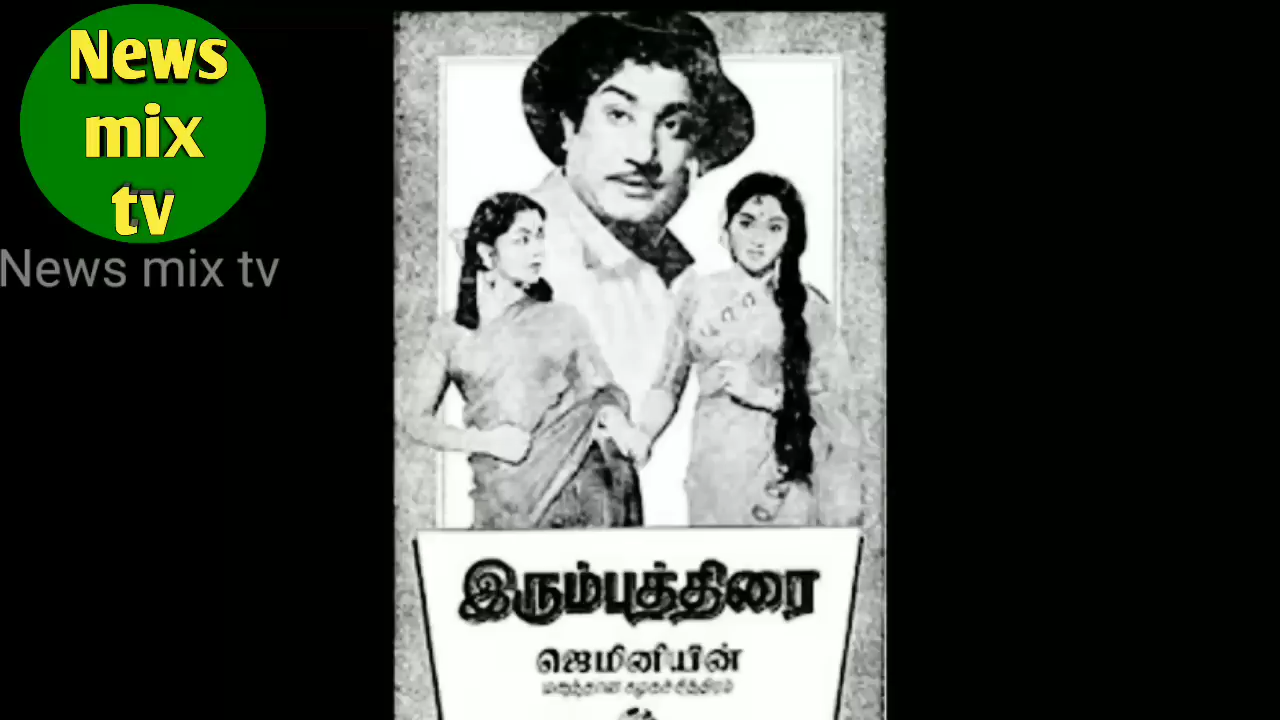 News
mix
tv
News mix tv
இரும்புத்திரை
ஜெமினியின்